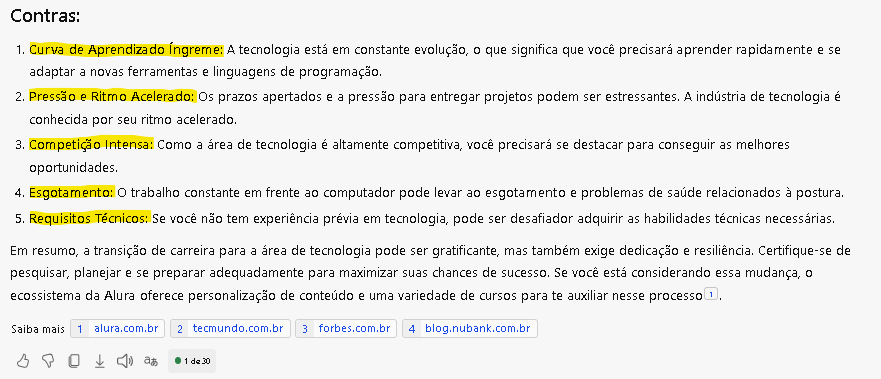 Contras:
1. Curva de Aprendizado Íngreme: A tecnologia está em constante evolução, o que significa que você precisará aprender rapidamente e se
adaptar a novas ferramentas e linguagens de programação.
2. Pressão e Ritmo Acelerado: Os prazos apertados e a pressão para entregar projetos podem ser estressantes. A indústria de tecnologia é
conhecida por seu ritmo acelerado.
3. Competição Intensa: Como a área de tecnologia é altamente competitiva, você precisará se destacar para conseguir as melhores
oportunidades.
4. Esgotamento: O trabalho constante em frente ao computador pode levar ao esgotamento e problemas de saúde relacionados à postura.
5. Requisitos Técnicos: Se você não tem experiência prévia em tecnologia, pode ser desafiador adquirir as habilidades técnicas necessárias.
Em resumo, a transição de carreira para a área de tecnologia pode ser gratificante, mas também exige dedicação e resiliência. Certifique-se de
pesquisar, planejar e se preparar adequadamente para maximizar suas chances de sucesso. Se você está considerando essa mudança, o
ecossistema da Alura oferece personalização de conteúdo e uma variedade de cursos para te auxiliar nesse processo 1 .
Saiba mais 1 alura.com.br 2 tecmundo.com.br 3 forbes.com.br 4 blog.nubank.com.br
aあ 1 de 30